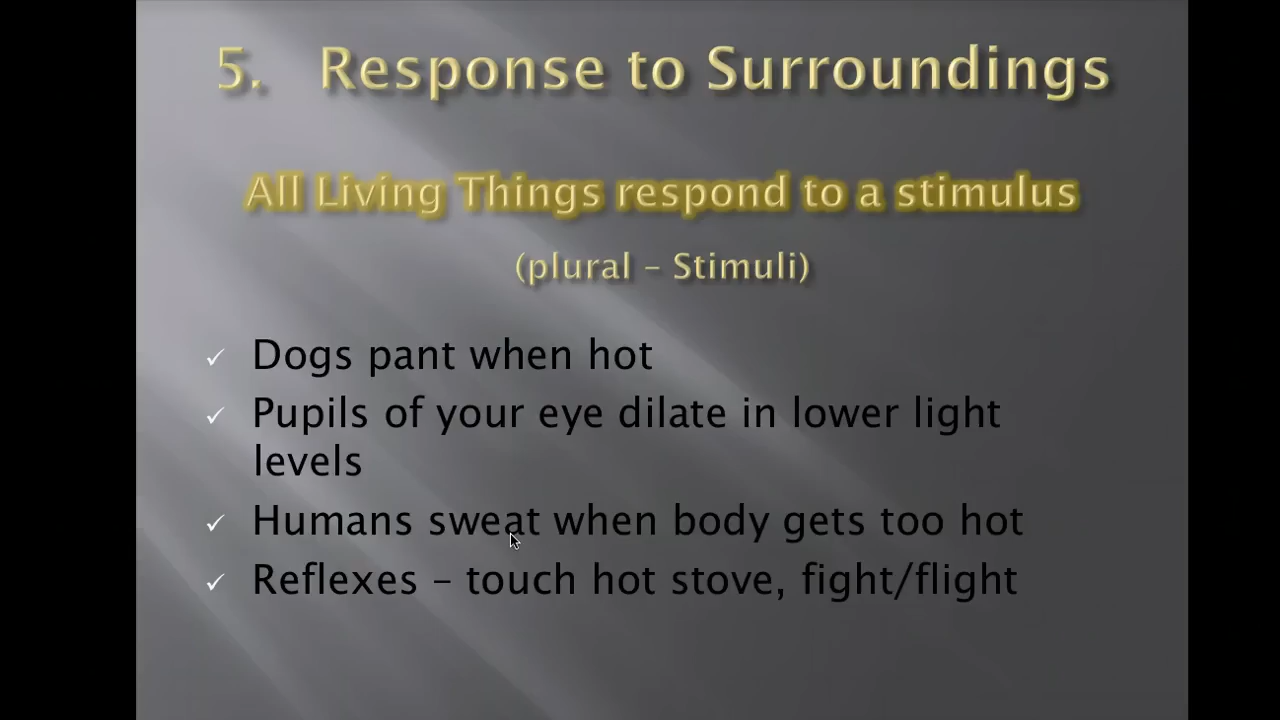 5. Response to Surroundings
All Living Things respond to a stimulus
(plural – Stimuli)
✓ Dogs pant when hot
✓ Pupils of your eye dilate in lower light
levels
✓ Humans sweat when body gets too hot
✓ Reflexes – touch hot stove, fight/flight